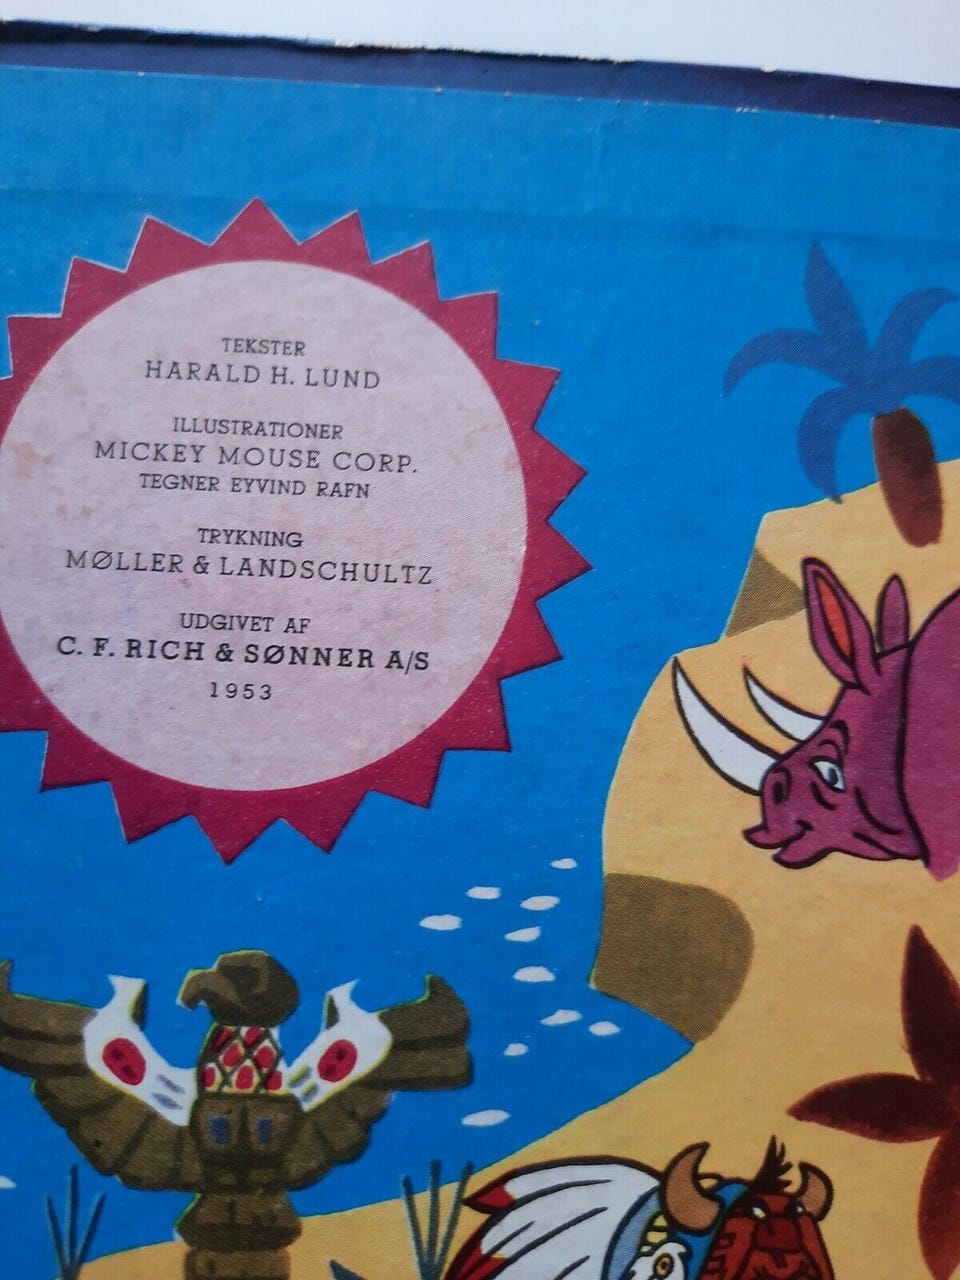 TEKSTER
HARALD H. LUND
ILLUSTRATIONER
MICKEY MOUSE CORP.
TEGNER EYVIND RAFN
TRYKNING
MØLLER & LANDSCHULTZ
UDGIVET AF
C. F. RICH & SØNNER A/S
1953